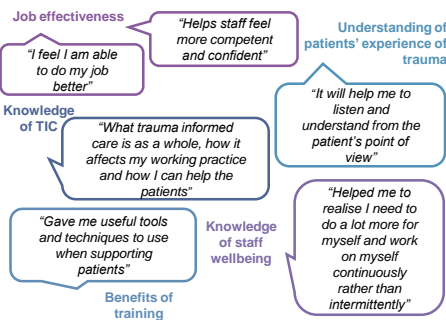 Job effectiveness
“Helps staff feel
more competent
and confident”
“I feel I am able
to do my job
better”
Understanding of
patients’ experience of
trauma
“It will help me to
listen and
understand from the
patient’s point of
view”
Knowledge
of TIC
“What trauma informed
care is as a whole, how it
affects my working practice
and how I can help the
patients”
“Helped me to
realise I need to
do a lot more for
myself and work
on myself
continuously
rather than
intermittently”
Knowledge
of staff
wellbeing
“Gave me useful tools
and techniques to use
when supporting
patients”
Benefits of
training